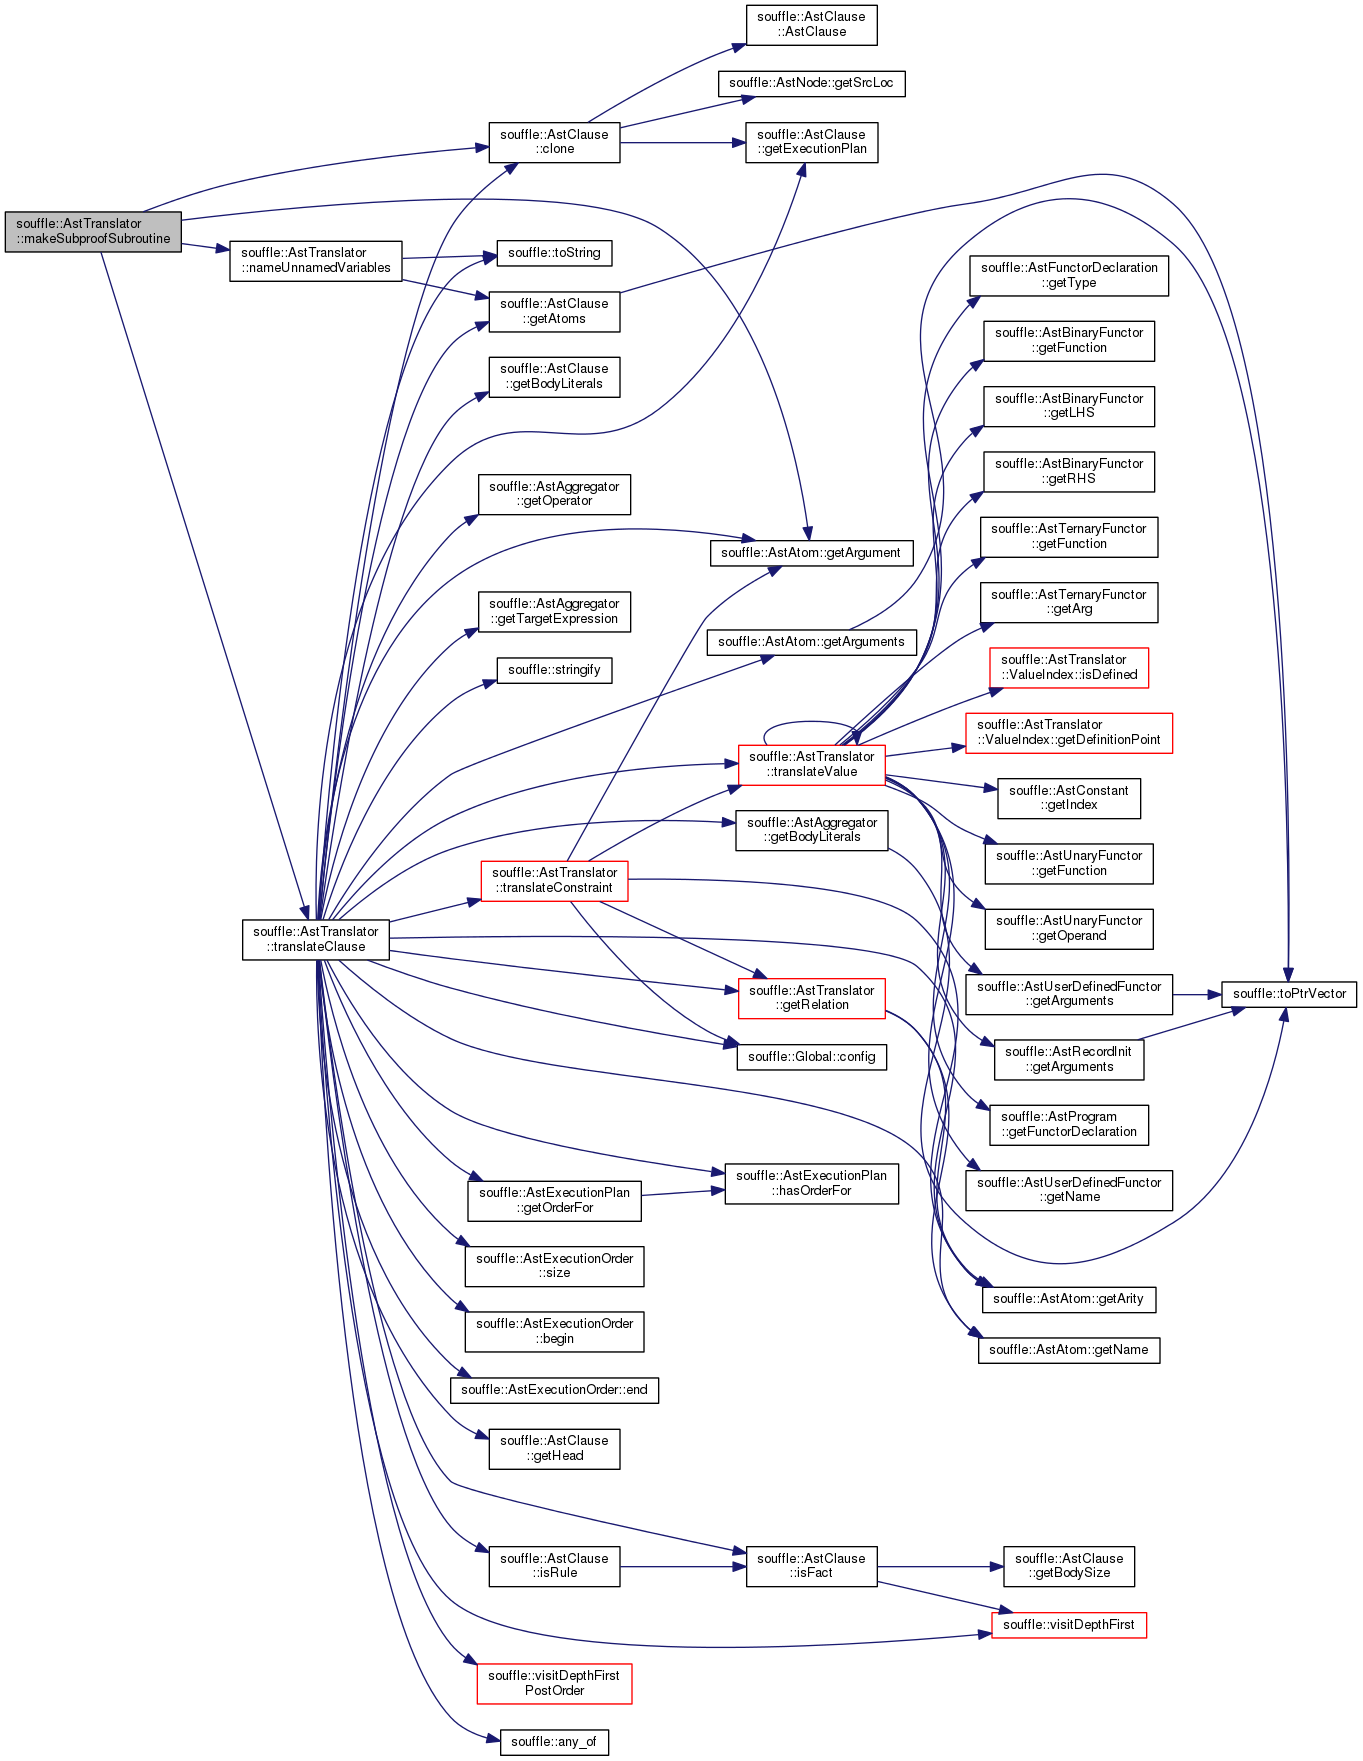 souffle::AstClause
::AstClause
souffle::AstNode::getSrcLoc
souffle::AstClause
::clone
souffle::AstClause
::getExecutionPlan
souffle::AstTranslator
::makeSubproofSubroutine
souffle::AstTranslator
::nameUnnamedVariables
souffle::toString
souffle::AstClause
::getAtoms
souffle::AstFunctorDeclaration
::getType
souffle::AstBinaryFunctor
::getFunction
souffle::AstClause
::getBodyLiterals
souffle::AstBinaryFunctor
::getLHS
souffle::AstBinaryFunctor
::getRHS
souffle::AstAggregator
::getOperator
souffle::AstTernaryFunctor
::getFunction
souffle::AstAtom::getArgument
souffle::AstTernaryFunctor
::getArg
souffle::AstAggregator
::getTargetExpression
souffle::AstAtom::getArguments
souffle::stringify
souffle::AstTranslator
::ValueIndex::isDefined
souffle::AstTranslator
::ValueIndex::getDefinitionPoint
souffle::AstTranslator
::translateValue
souffle::AstConstant
::getIndex
souffle::AstAggregator
::getBodyLiterals
souffle::AstUnaryFunctor
::getFunction
souffle::AstTranslator
::translateConstraint
souffle::AstUnaryFunctor
::getOperand
souffle::AstTranslator
::translateClause
souffle::AstUserDefinedFunctor
::getArguments
souffle::toPtrVector
souffle::AstTranslator
::getRelation
souffle::Global::config
souffle::AstRecordInit
::getArguments
souffle::AstProgram
::getFunctorDeclaration
souffle::AstExecutionPlan
::hasOrderFor
souffle::AstUserDefinedFunctor
::getName
souffle::AstExecutionPlan
::getOrderFor
souffle::AstExecutionOrder
::size
souffle::AstAtom::getArity
souffle::AstExecutionOrder
::begin
souffle::AstAtom::getName
souffle::AstExecutionOrder::end
souffle::AstClause
::getHead
souffle::AstClause
::isRule
souffle::AstClause
::isFact
souffle::AstClause
::getBodySize
souffle::visitDepthFirst
souffle::visitDepthFirst
PostOrder
souffle::any_of